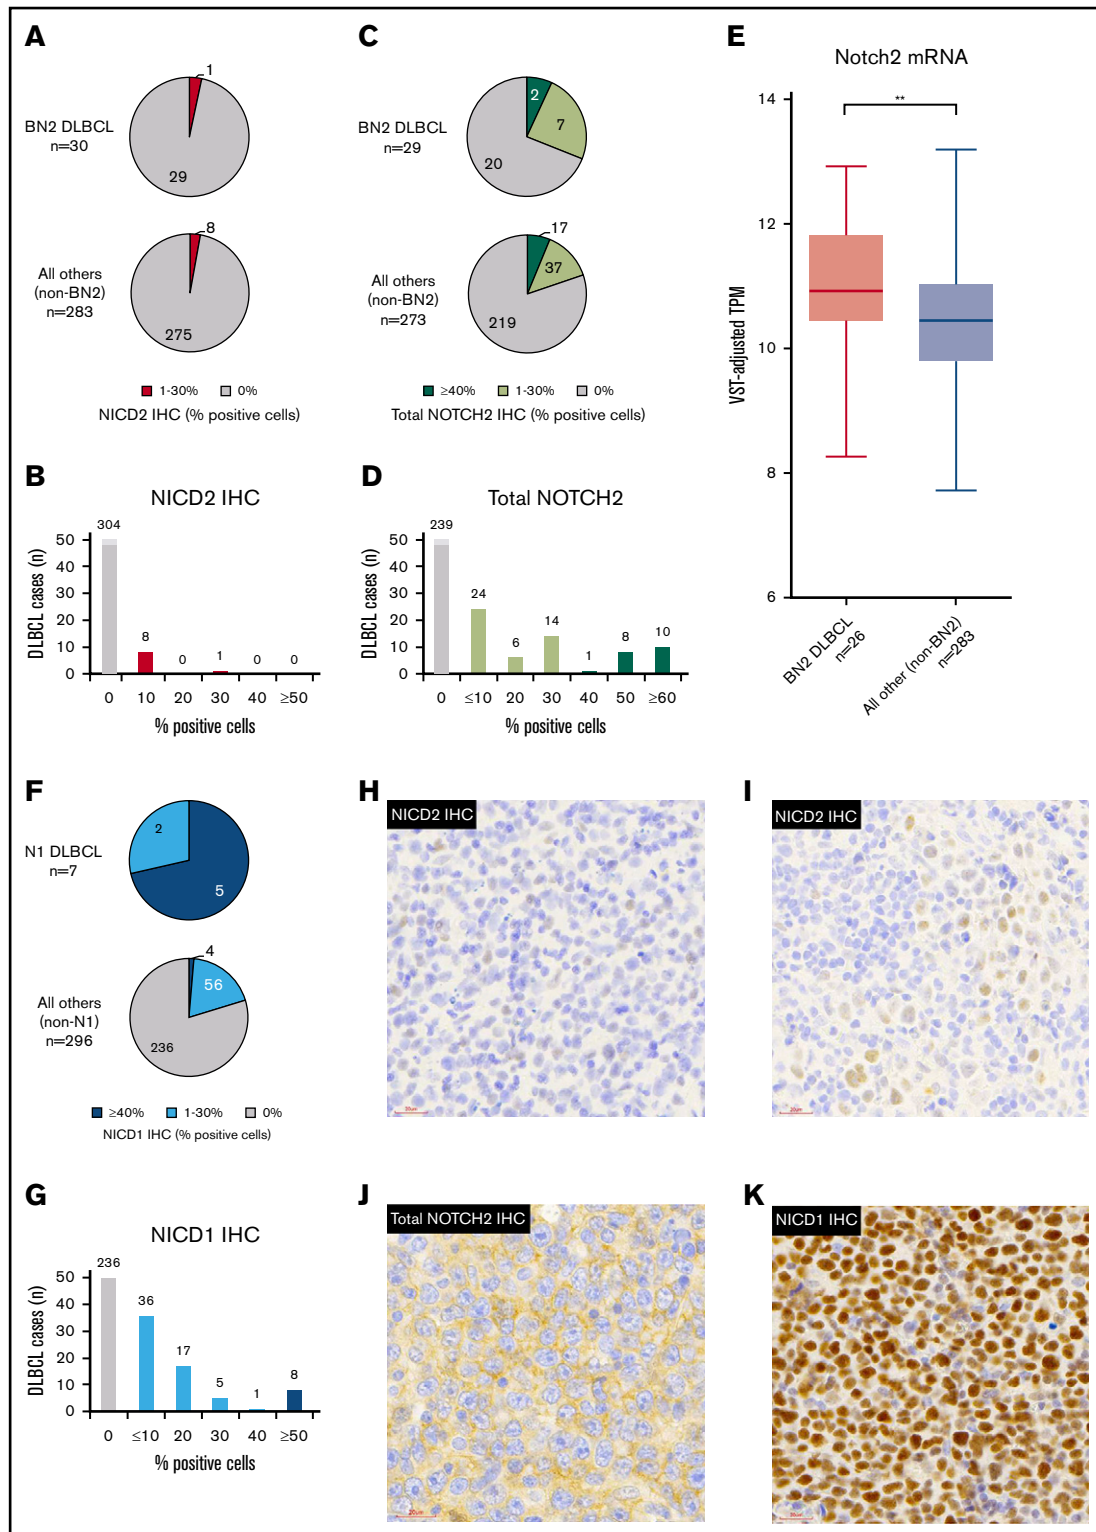 A
1
BN2 DLBCL
n=30
29
8
All others
(non-BN2)
n=283
275
1-30% 0%
NICD2 IHC (% positive cells)
C
2
7
BN2 DLBCL
n=29
20
17
37
All others
(non-BN2)
n=273
219
≥40% 1-30% 0%
Total NOTCH2 IHC (% positive cells)
E
Notch2 mRNA
**
14
12
10
8
6
VST-adjusted TPM
BN2 DLBCL
n=26
All other (non-BN2)
n=283
B
NICD2 IHC
304
50
40
30
20
10
0
DLBCL cases (n)
8
0
1
0
0
0 10 20 30 40 ≥50
% positive cells
D
Total NOTCH2
239
50
40
30
20
10
0
DLBCL cases (n)
24
6
14
1
8
10
0 ≤10 20 30 40 50 ≥60
% positive cells
F
2
N1 DLBCL
n=7
5
4
56
All others
(non-N1)
n=296
236
≥40% 1-30% 0%
NICD1 IHC (% positive cells)
H
NICD2 IHC
I
NICD2 IHC
20µm
G
NICD1 IHC
236
50
40
30
20
10
0
DLBCL cases (n)
36
17
5
1
8
0 ≤10 20 30 40 ≥50
% positive cells
J
Total NOTCH2 IHC
20µm
K
NICD1 IHC